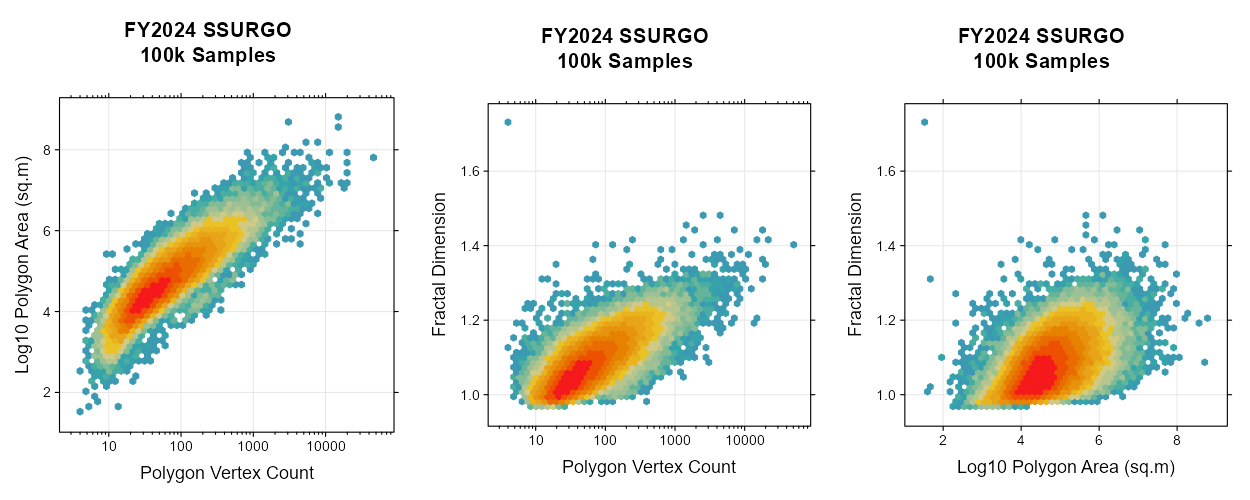 FY2024 SSURGO
100k Samples
Log10 Polygon Area (sq.m)
8
6
4
2
10 100 1000 10000
Polygon Vertex Count
FY2024 SSURGO
100k Samples
Fractal Dimension
1.6
1.4
1.2
1.0
10 100 1000 10000
Polygon Vertex Count
FY2024 SSURGO
100k Samples
Fractal Dimension
1.6
1.4
1.2
1.0
2 4 6 8
Log10 Polygon Area (sq.m)